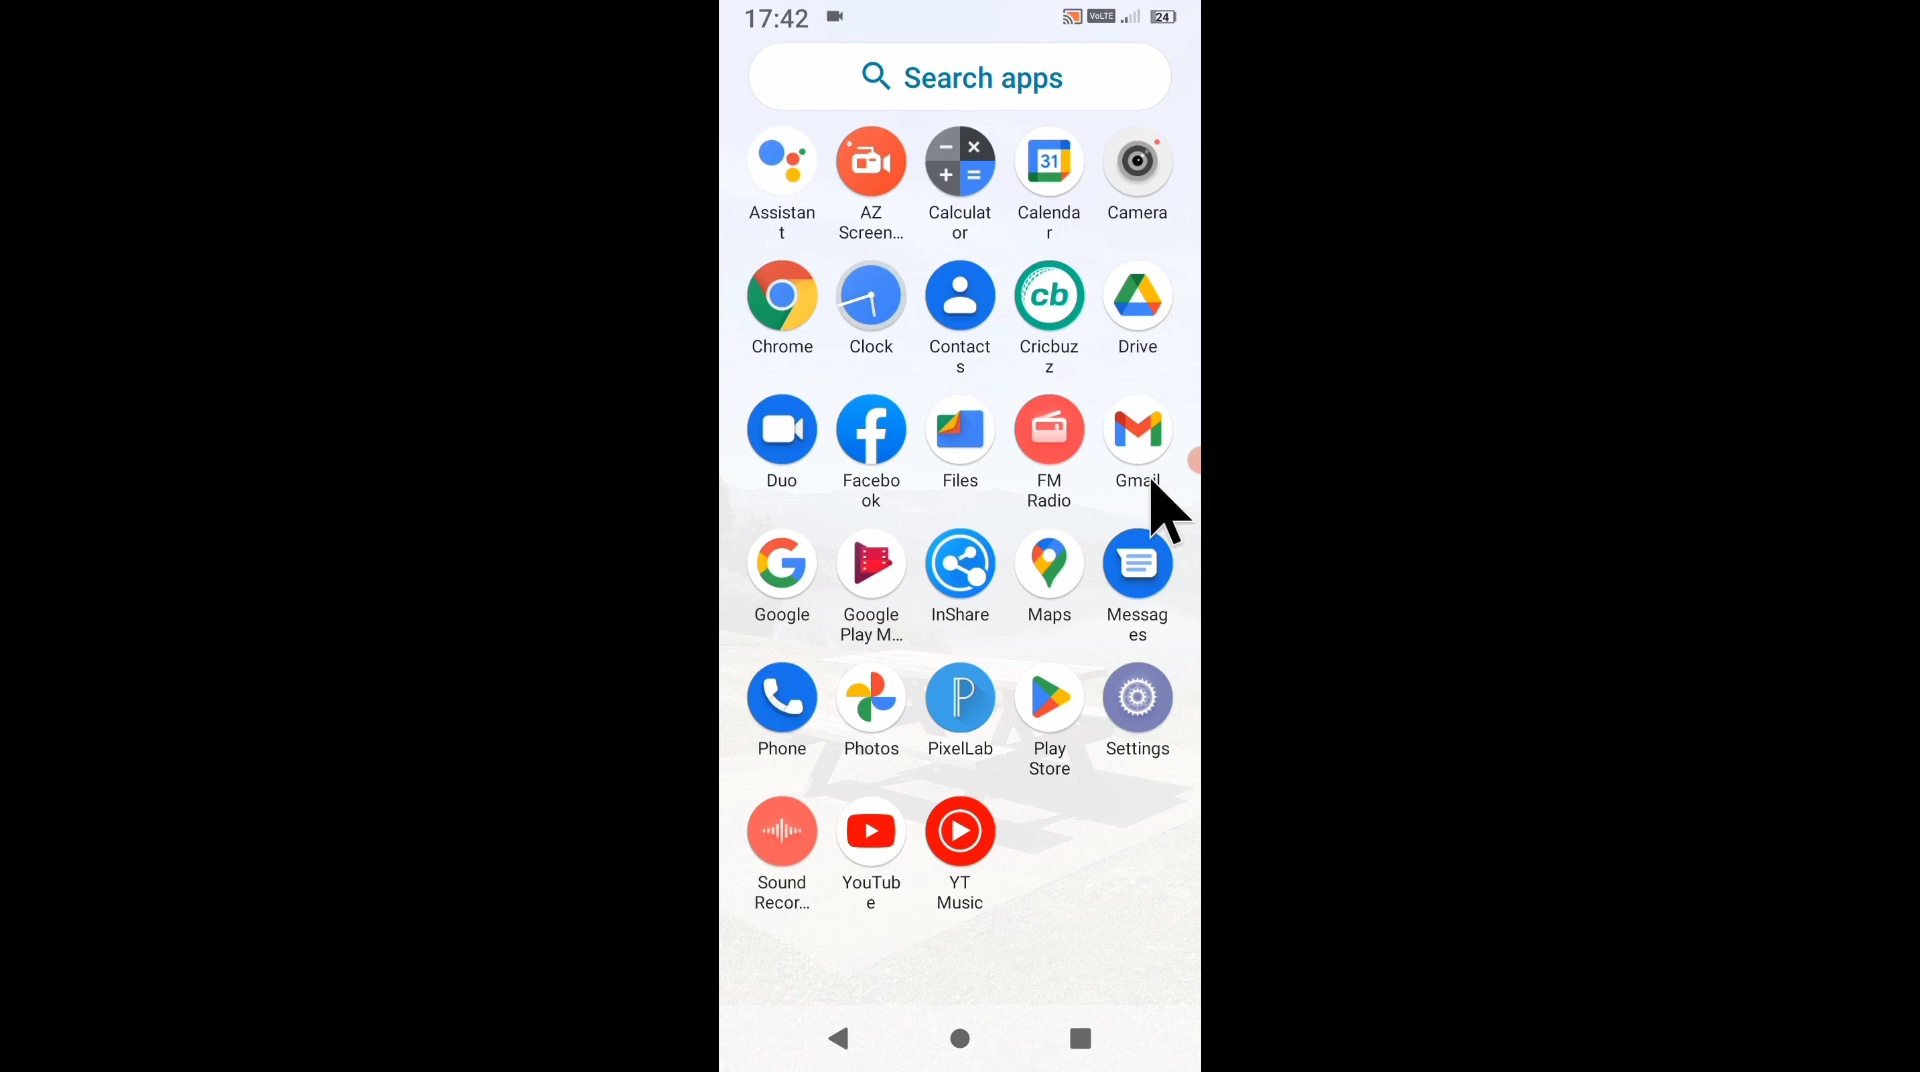 17:42
VoLTE
24
Search apps
31
Assistan
t
AZ
Screen...
Calculat
or
Calenda
r
Camera
cb
Chrome
Clock
Contact
s
Cricbuz
z
Drive
Duo
Facebo
ok
Files
FM
Radio
Gmail
Google
Google
Play M...
InShare
Maps
Messag
es
Phone
Photos
PixelLab
Play
Store
Settings
Sound
Recor...
YouTub
e
YT
Music